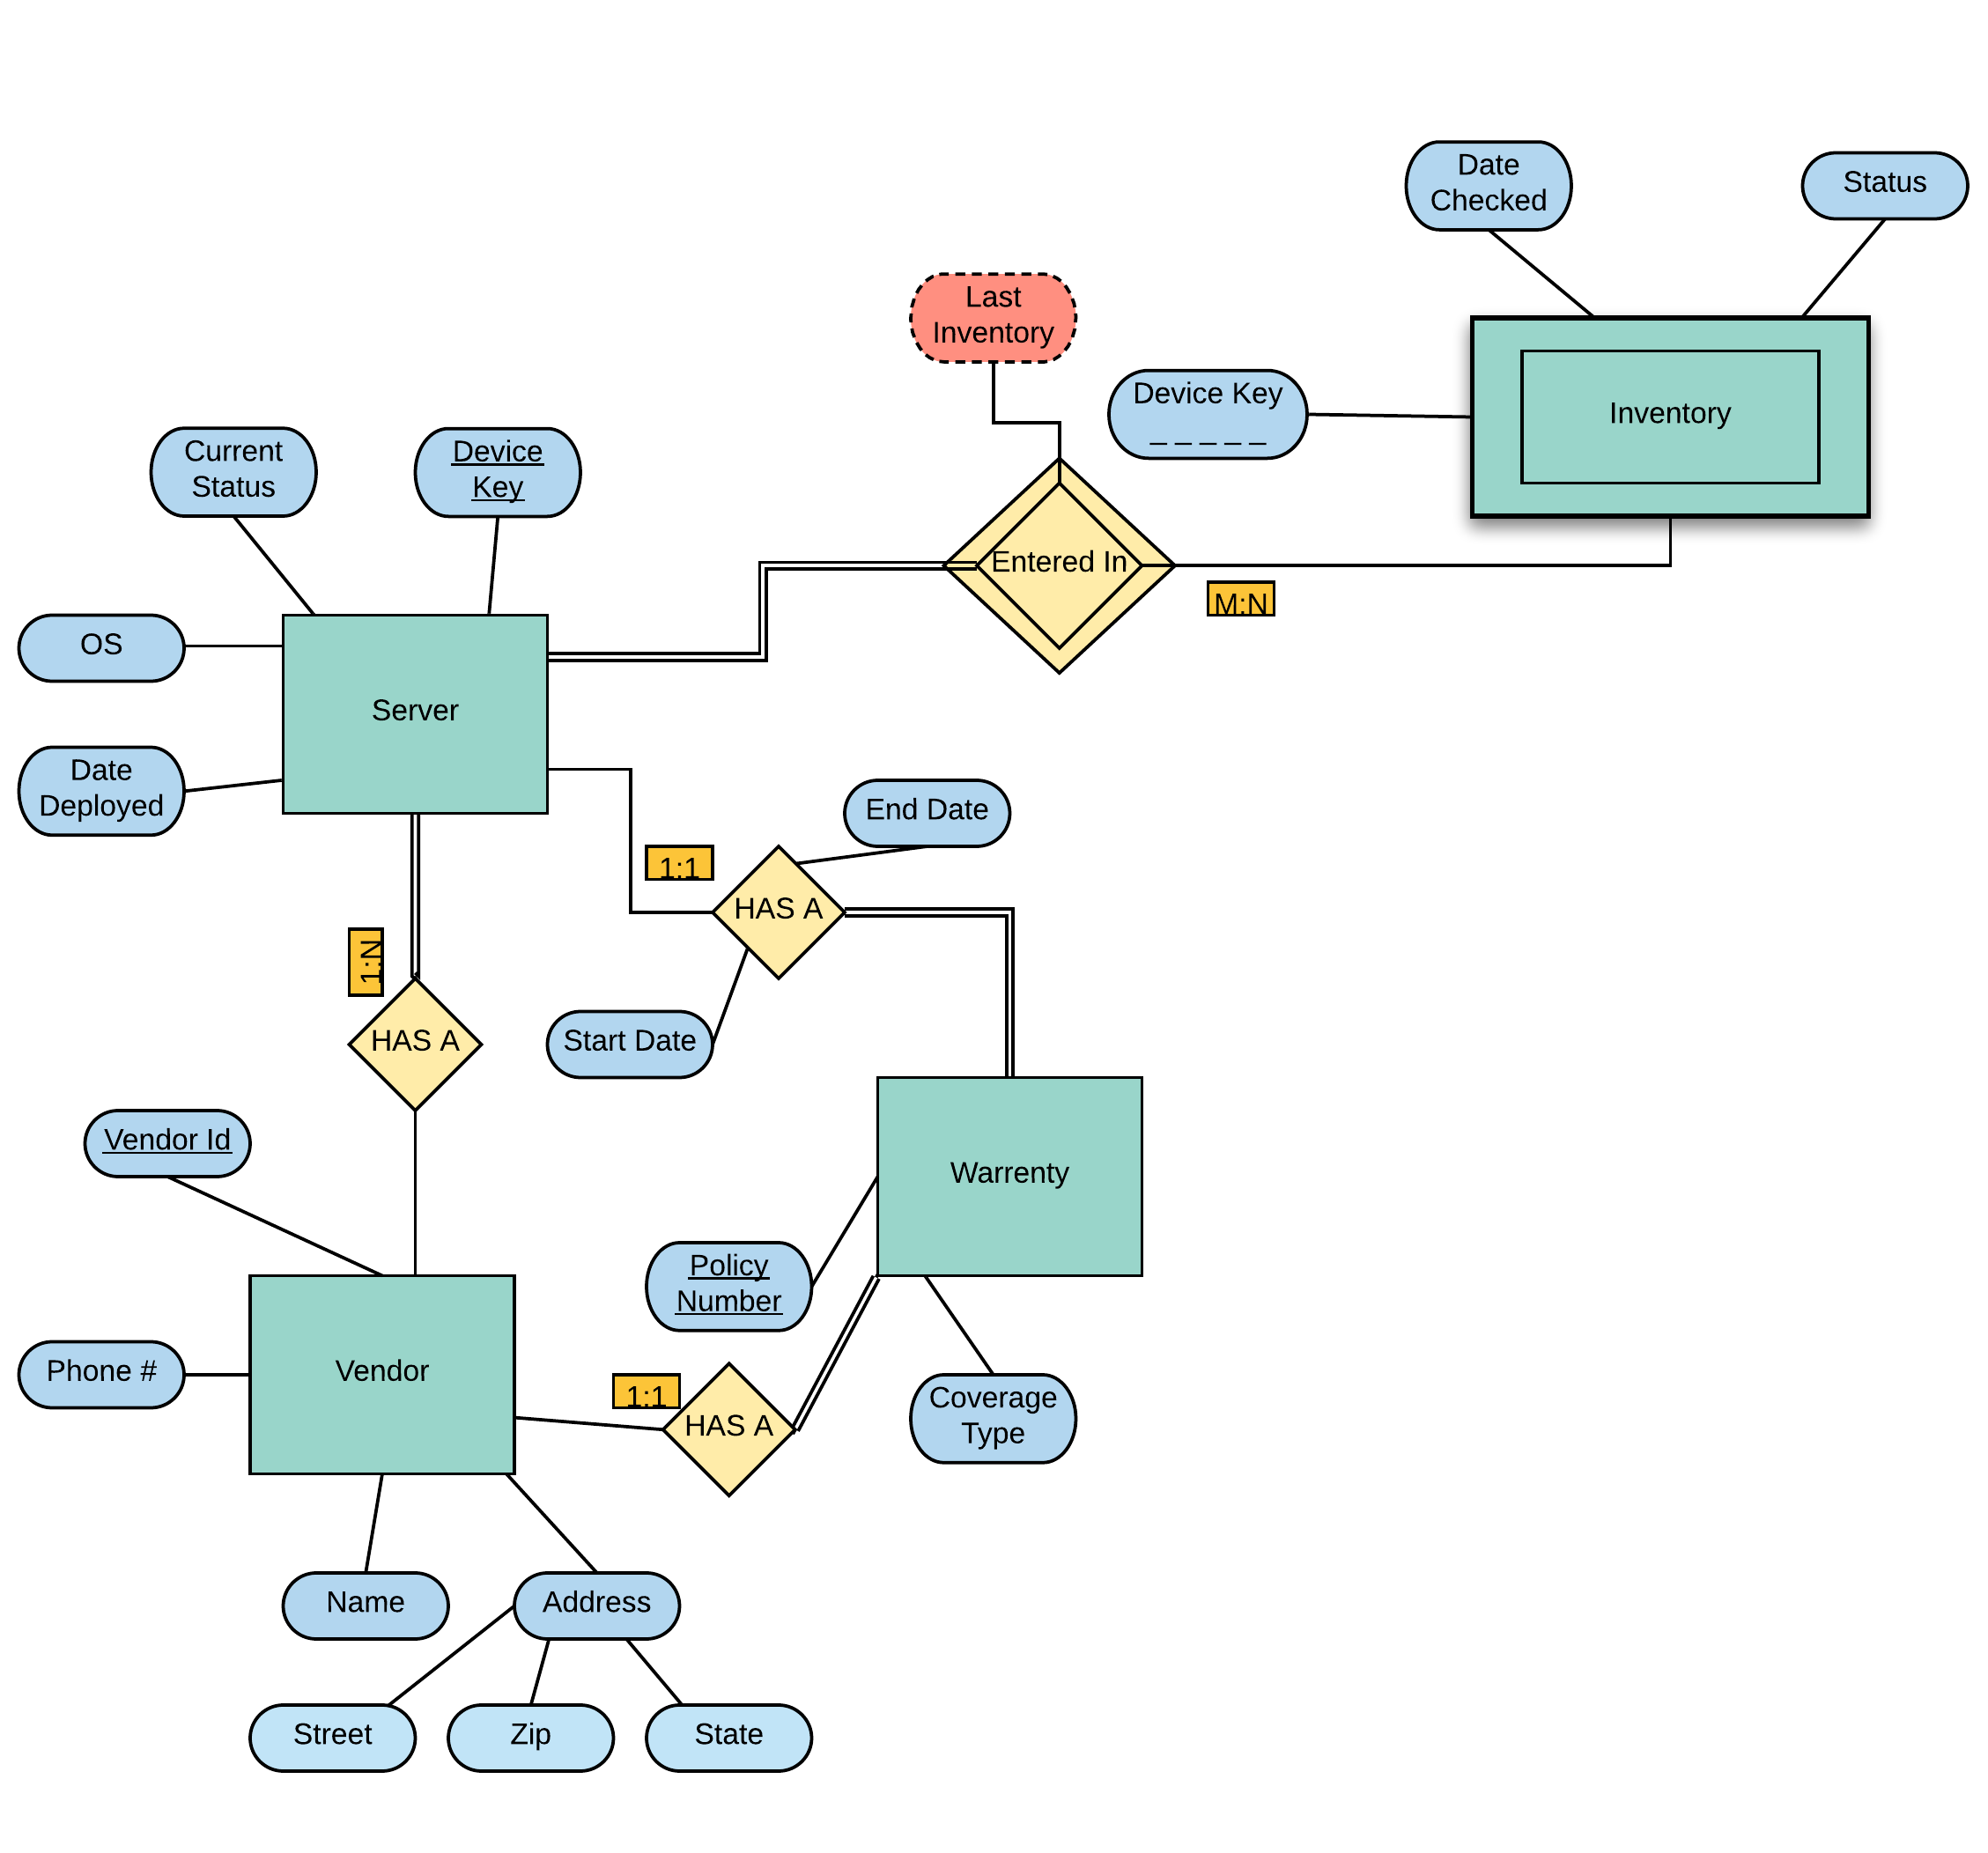 Date
Checked
Status
Last
Inventory
Device Key
_ _ _ _ _
Inventory
Current
Status
Device
Key
Entered In
M:N
OS
Server
Date
Deployed
End Date
1:1
HAS A
1:N
HAS A
Start Date
Vendor Id
Warrenty
Policy
Number
Phone #
Vendor
1:1
HAS A
Coverage
Type
Name
Address
Street
Zip
State